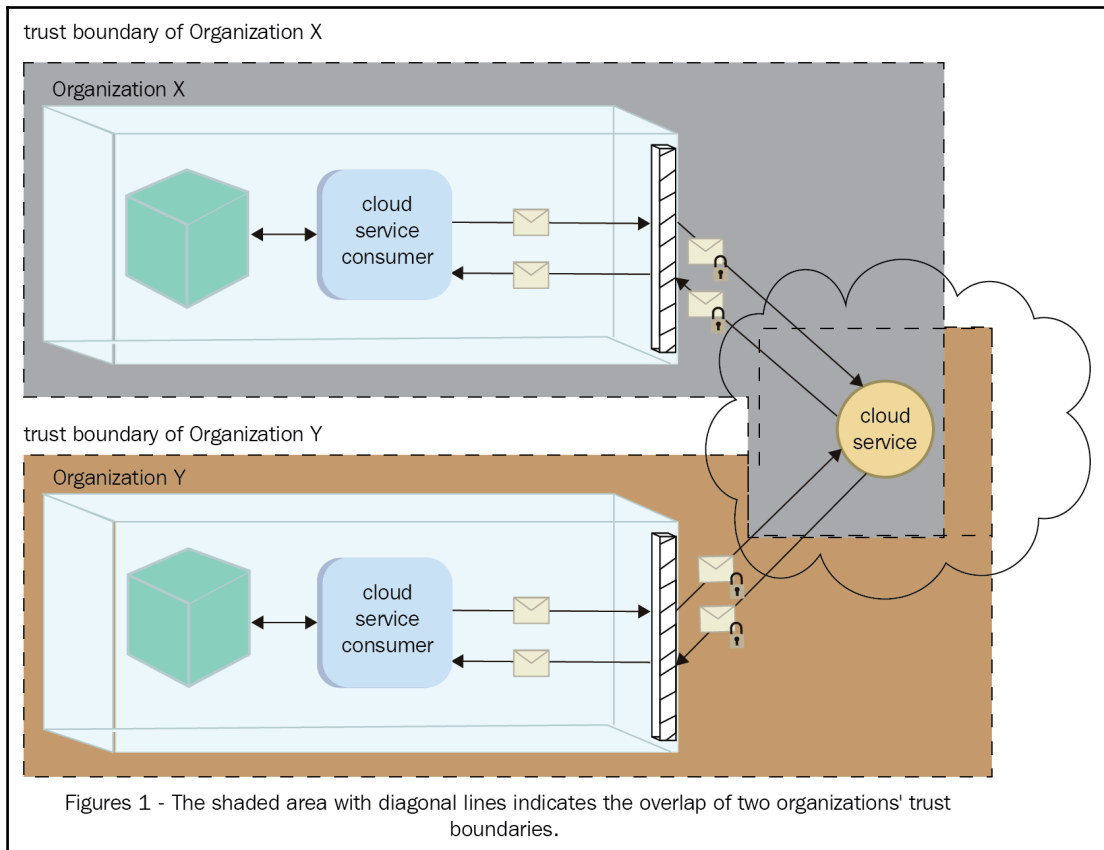 trust boundary of Organization X
Organization X
cloud
service
consumer
cloud
service
trust boundary of Organization Y
Organization Y
cloud
service
consumer
Figures 1 - The shaded area with diagonal lines indicates the overlap of two organizations' trust
boundaries.